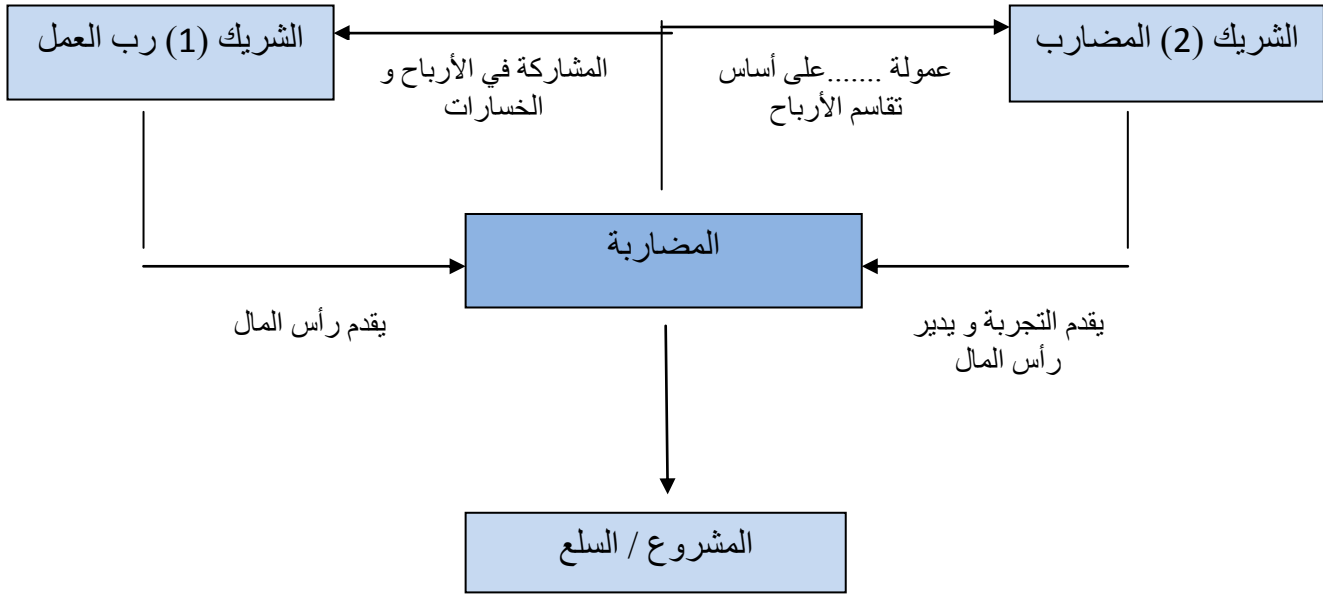 الشريك (1) رب العمل
الشريك (2) المضارب
المشاركة في الأرباح و
الخسارات
عمولة .......على أساس
تقاسم الأرباح
المضاربة
يقدم رأس المال
يقدم التجربة و يدير
رأس المال
المشروع / السلع